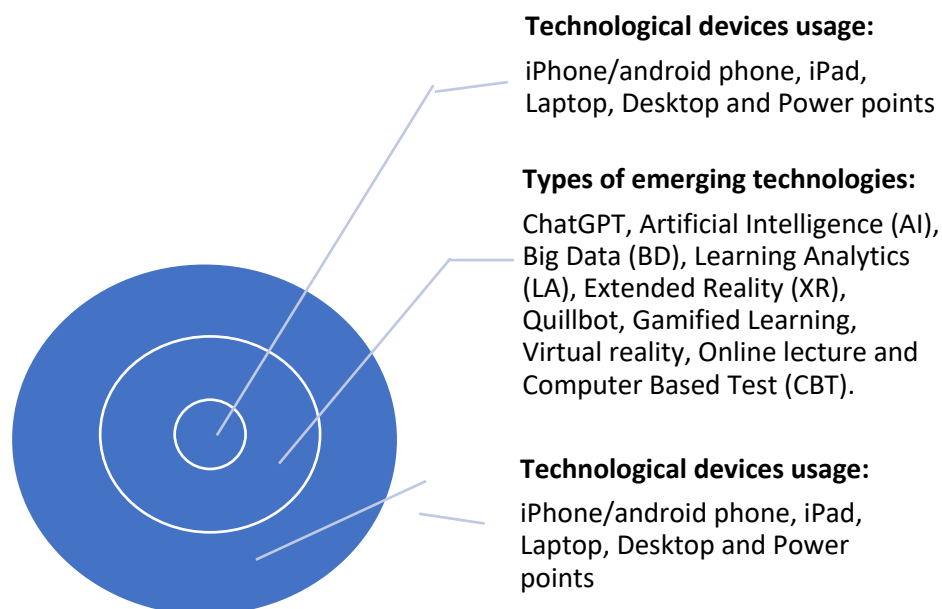 Technological devices usage:
iPhone/android phone, iPad,
Laptop, Desktop and Power points
Types of emerging technologies:
ChatGPT, Artificial Intelligence (AI),
Big Data (BD), Learning Analytics
(LA), Extended Reality (XR),
Quillbot, Gamified Learning,
Virtual reality, Online lecture and
Computer Based Test (CBT).
Technological devices usage:
iPhone/android phone, iPad,
Laptop, Desktop and Power
points